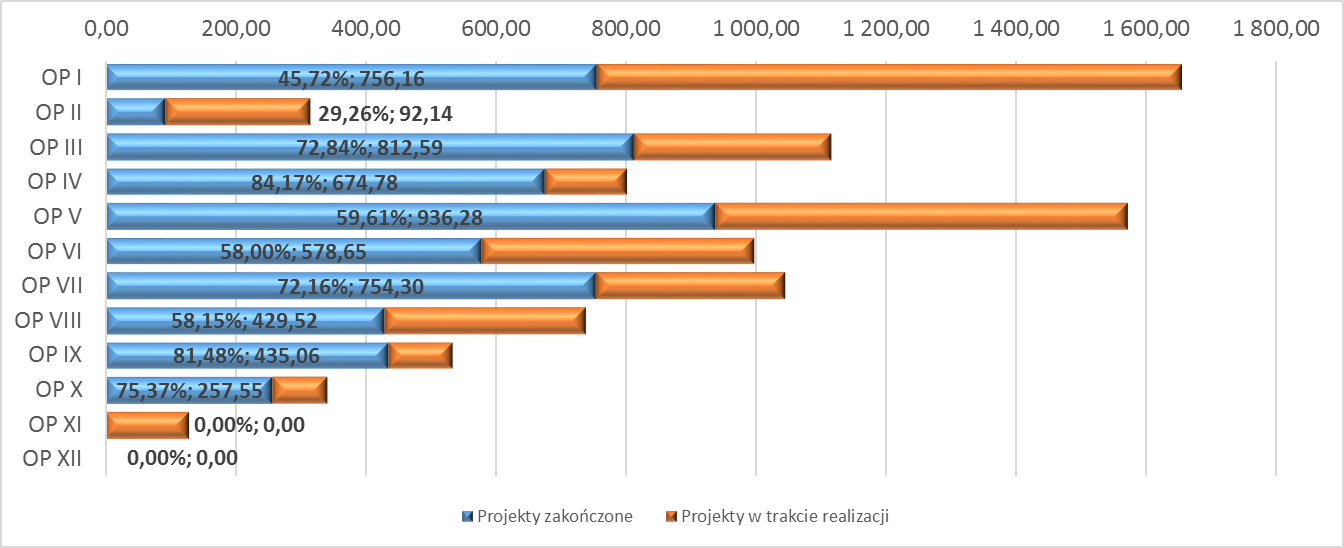 0,00 200,00 400,00 600,00 800,00 1 000,00 1 200,00 1 400,00 1 600,00 1 800,00
OP I 45,72%; 756,16
OP II 29,26%; 92,14
OP III 72,84%; 812,59
OP IV 84,17%; 674,78
OP V 59,61%; 936,28
OP VI 58,00%; 578,65
OP VII 72,16%; 754,30
OP VIII 58,15%; 429,52
OP IX 81,48%; 435,06
OP X 75,37%; 257,55
OP XI 0,00%; 0,00
OP XII 0,00%; 0,00
Projekty zakończone Projekty w trakcie realizacji